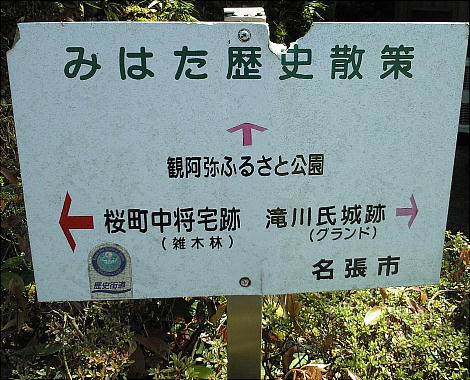 みはた歴史散策
観阿弥ふるさと公園
桜町中将宅跡 滝川氏城跡
(雑木林) (グランド)
名張市
歴史街道